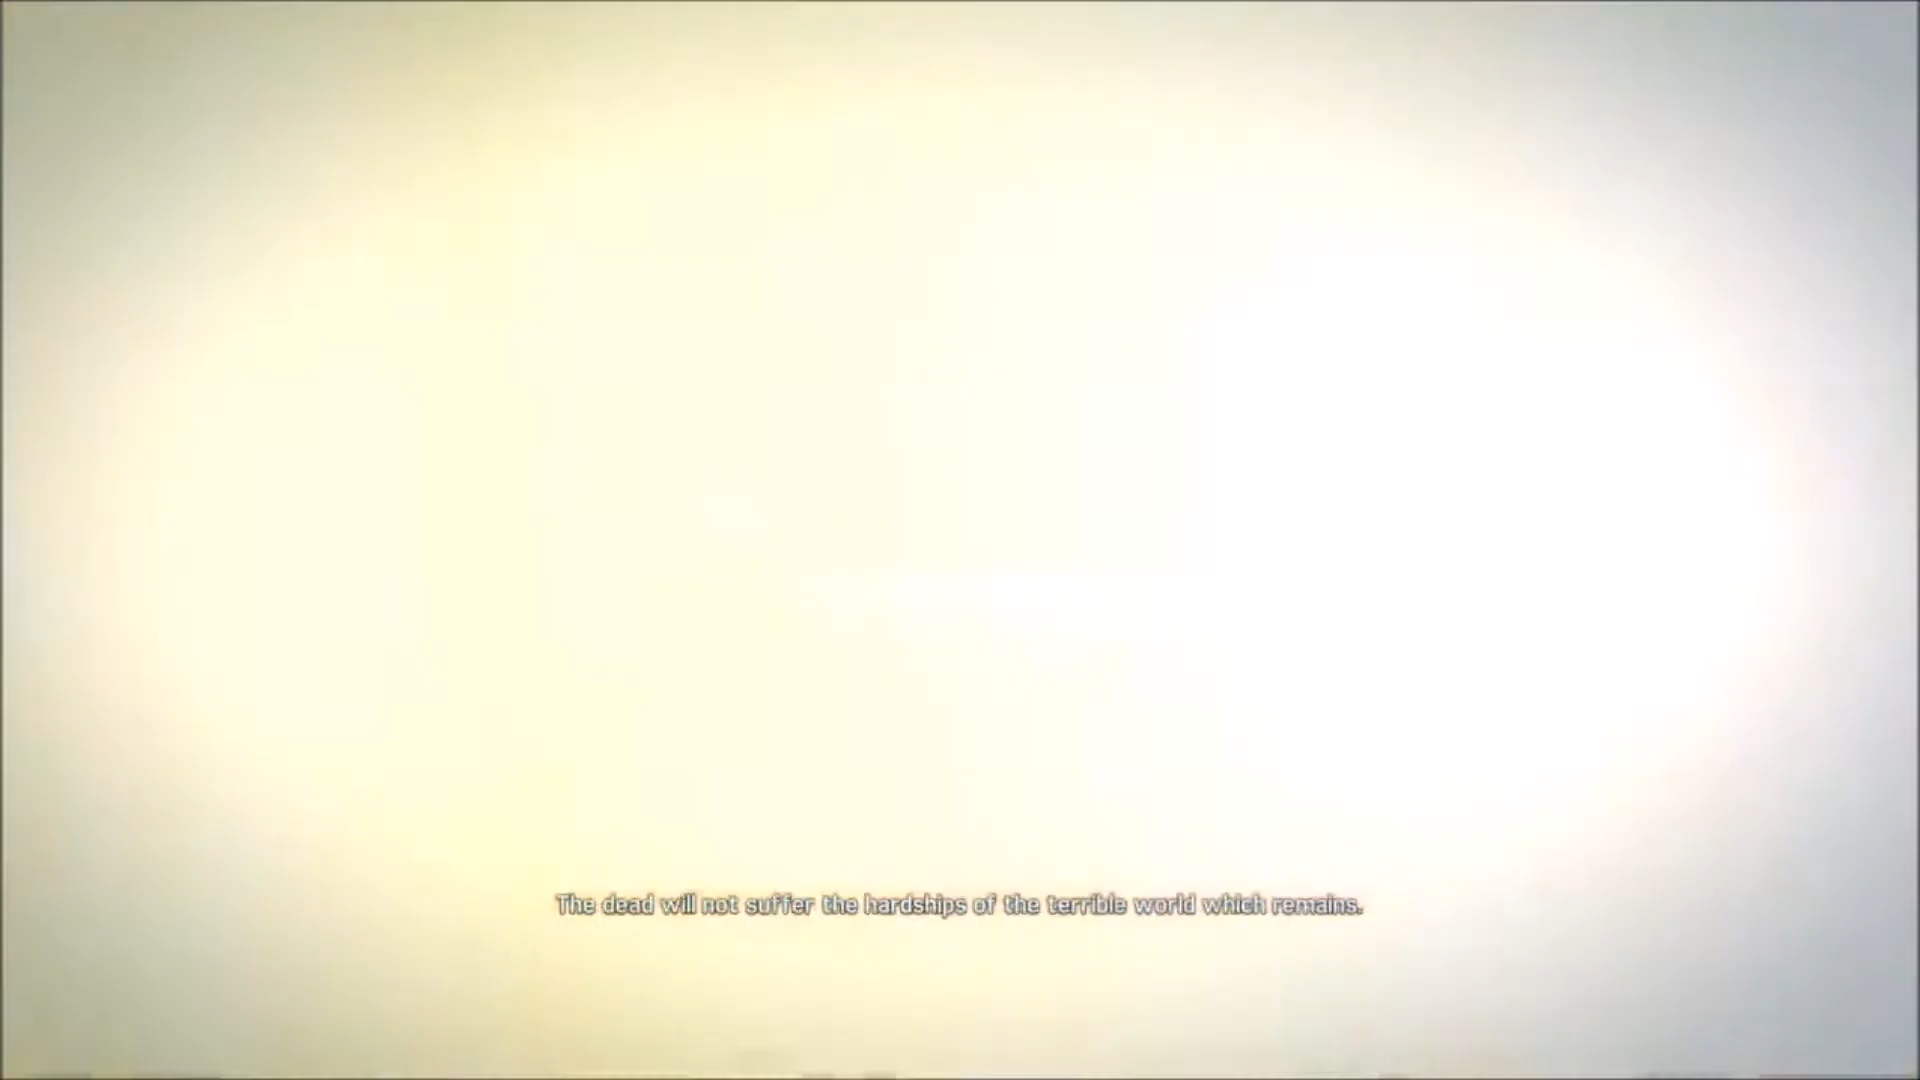 The dead will not suffer the hardships of the terrible world which remains.